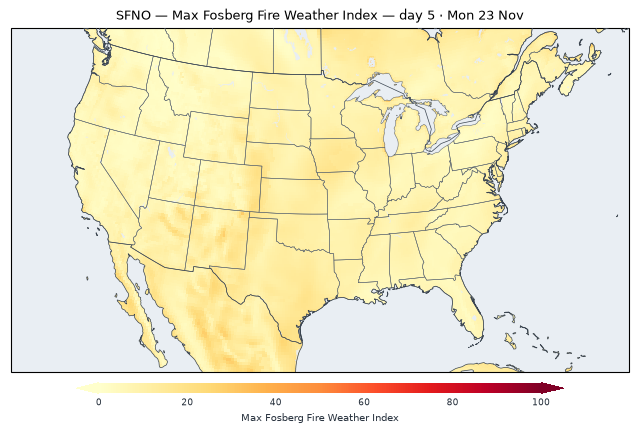 SFNO — Max Fosberg Fire Weather Index — day 5 · Mon 23 Nov
0 20 40 60 80 100
Max Fosberg Fire Weather Index